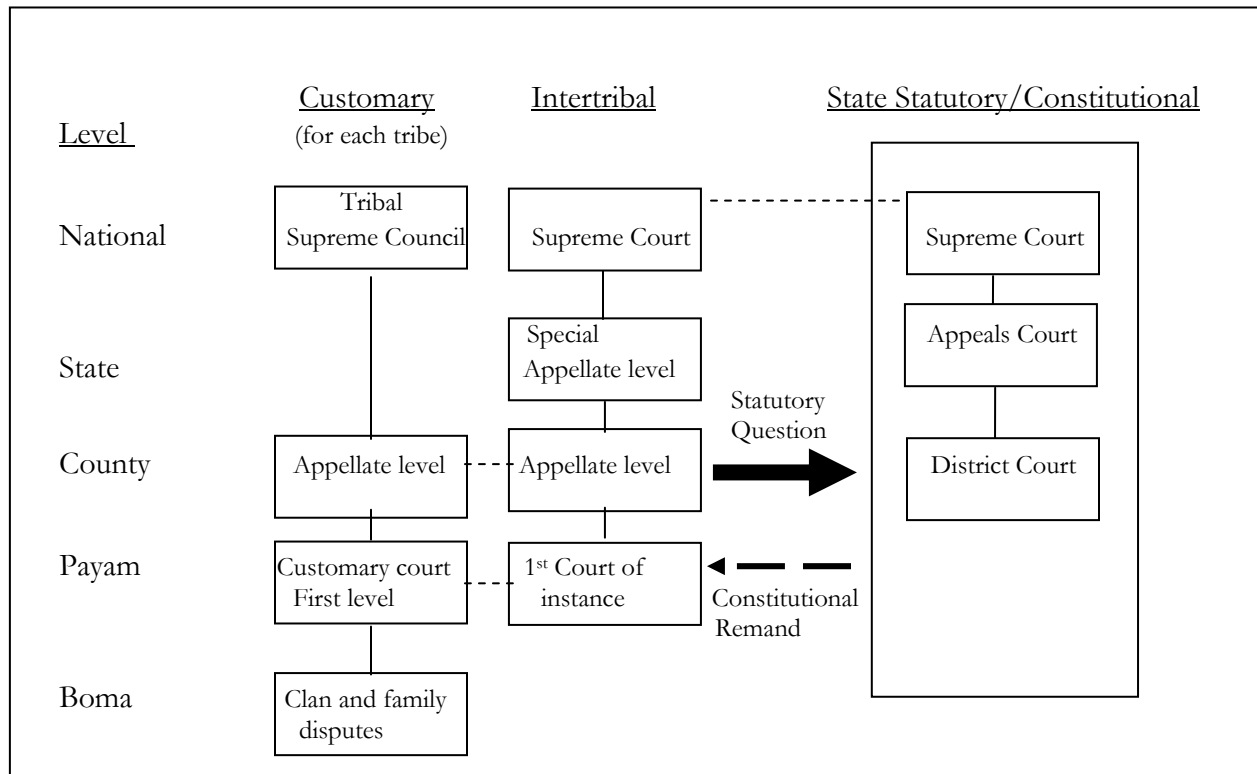 Customary
Intertribal
State Statutory/Constitutional
Level
(for each tribe)
National
Tribal
Supreme Council
Supreme Court
Supreme Court
State
Special
Appellate level
Appeals Court
Statutory
Question
County
Appellate level
Appellate level
District Court
Payam
Customary court
First level
1st Court of
instance
Constitutional
Remand
Boma
Clan and family
disputes